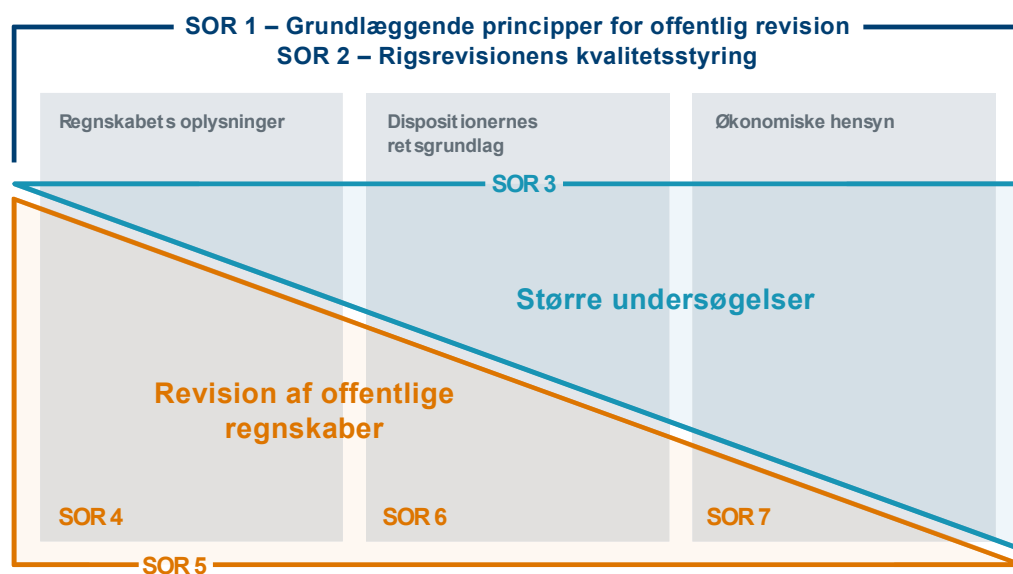 SOR 1 – Grundlæggende principper for offentlig revision
SOR 2 – Rigsrevisionens kvalitetsstyring
Regnskabets oplysninger
Dispositionernes
retsgrundlag
Økonomiske hensyn
SOR 3
Større undersøgelser
Revision af offentlige
regnskaber
SOR 4
SOR 6
SOR 7
SOR 5